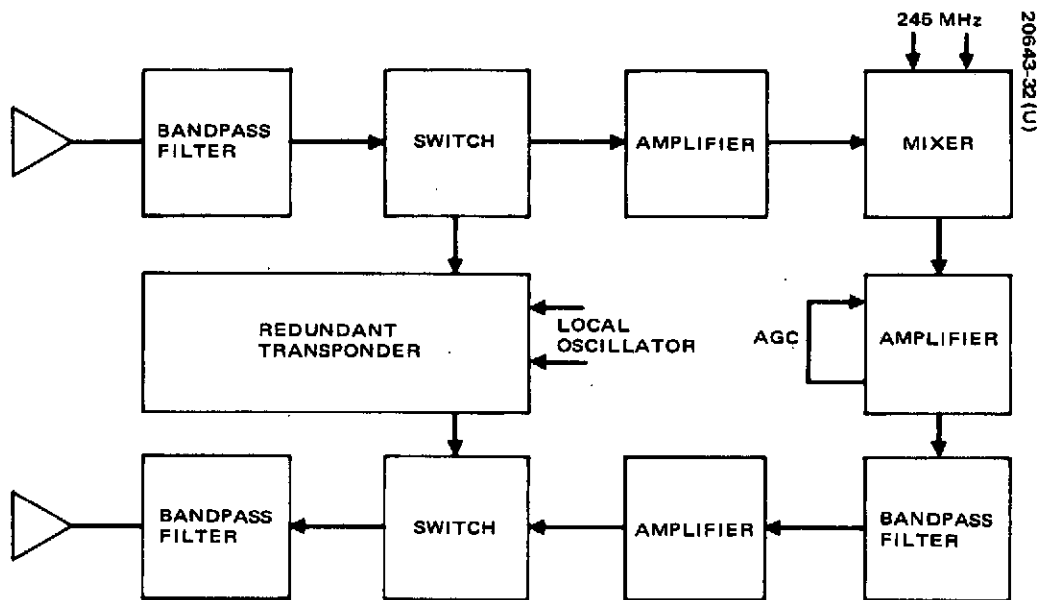 245 MHz
20643-32 (U)
BANDPASS
FILTER
SWITCH
AMPLIFIER
MIXER
REDUNDANT
TRANSPONDER
LOCAL
OSCILLATOR
AGC
AMPLIFIER
BANDPASS
FILTER
SWITCH
AMPLIFIER
BANDPASS
FILTER